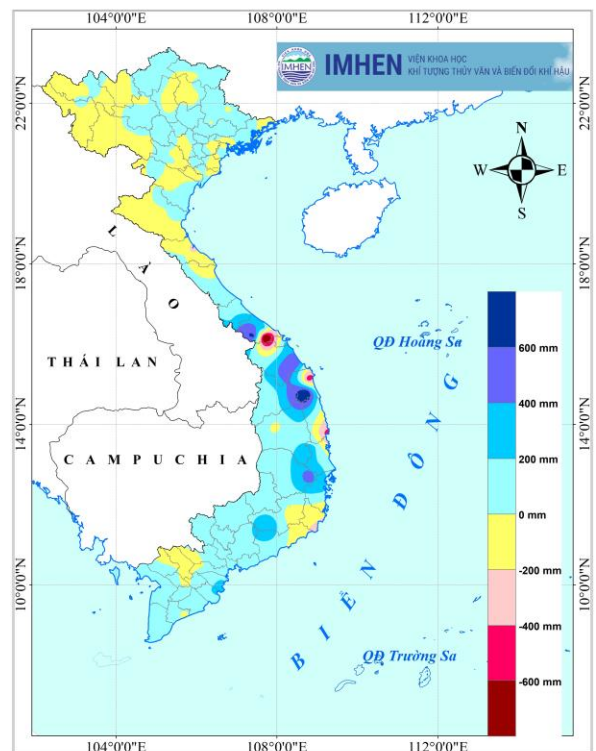 104°0'0"E 108°0'0"E 112°0'0"E
IMHEN
VIỆN KHOA HỌC
KHÍ TƯỢNG THỦY VĂN VÀ BIẾN ĐỔI KHÍ HẬU
22°0'0"N
22°0'0"N
N
W E
S
18°0'0"N
18°0'0"N
LÀO
QĐ Hoàng Sa
THÁI LAN
14°0'0"N
14°0'0"N
CAMPUCHIA
BIỂN ĐÔNG
10°0'0"N
10°0'0"N
QĐ Trường Sa
600 mm
400 mm
200 mm
0 mm
-200 mm
-400 mm
-600 mm
104°0'0"E 108°0'0"E 112°0'0"E